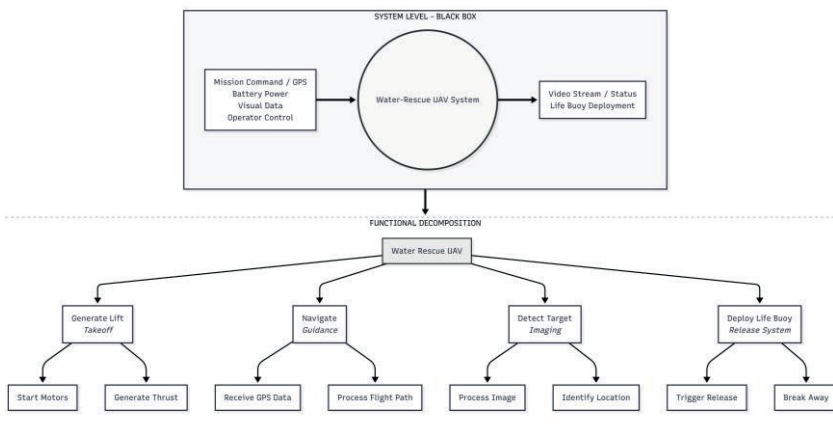 SYSTEM LEVEL - BLACK BOX
Mission Command / GPS
Battery Power
Visual Data
Operator Control
Water-Rescue UAV System
Video Stream / Status
Life Buoy Deployment
FUNCTIONAL DECOMPOSITION
Water Rescue UAV
Generate Lift
Takeoff
Navigate
Guidance
Detect Target
Imaging
Deploy Life Buoy
Release System
Start Motors
Generate Thrust
Receive GPS Data
Process Flight Path
Process Image
Identify Location
Trigger Release
Break Away